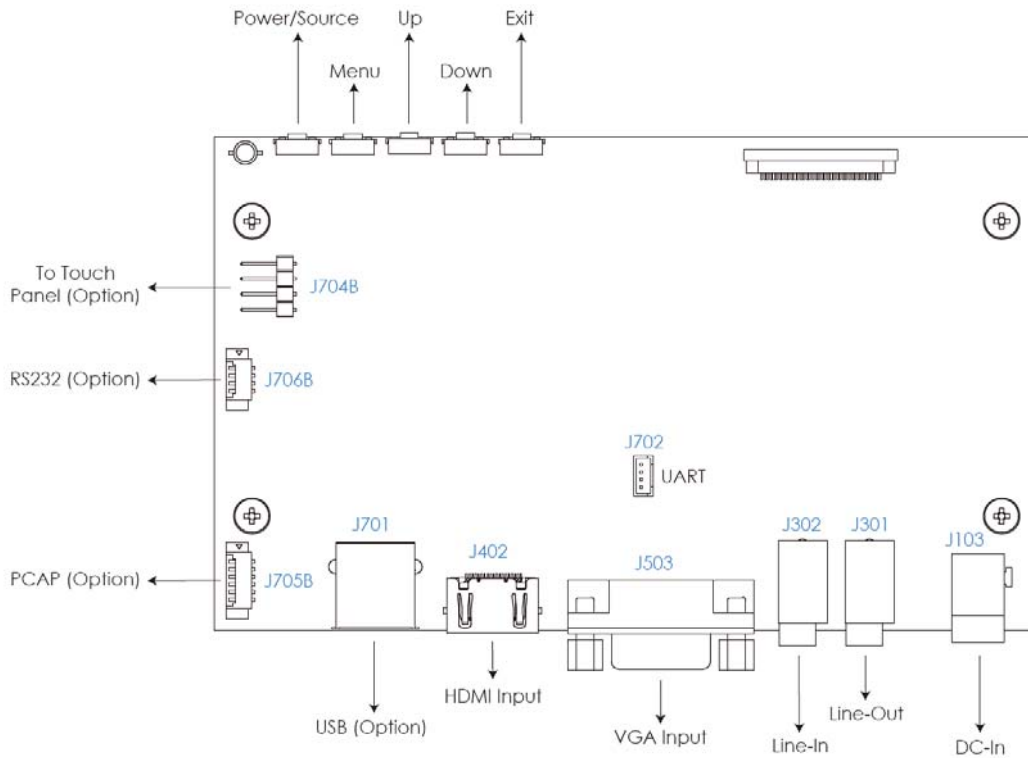 Power/Source
Up
Exit
Menu
Down
To Touch
Panel (Option)
J704B
RS232 (Option)
J706B
J702
UART
J701
J302
J301
J402
J503
J103
PCAP (Option)
J705B
HDMI Input
USB (Option)
VGA Input
Line-Out
Line-In
DC-In